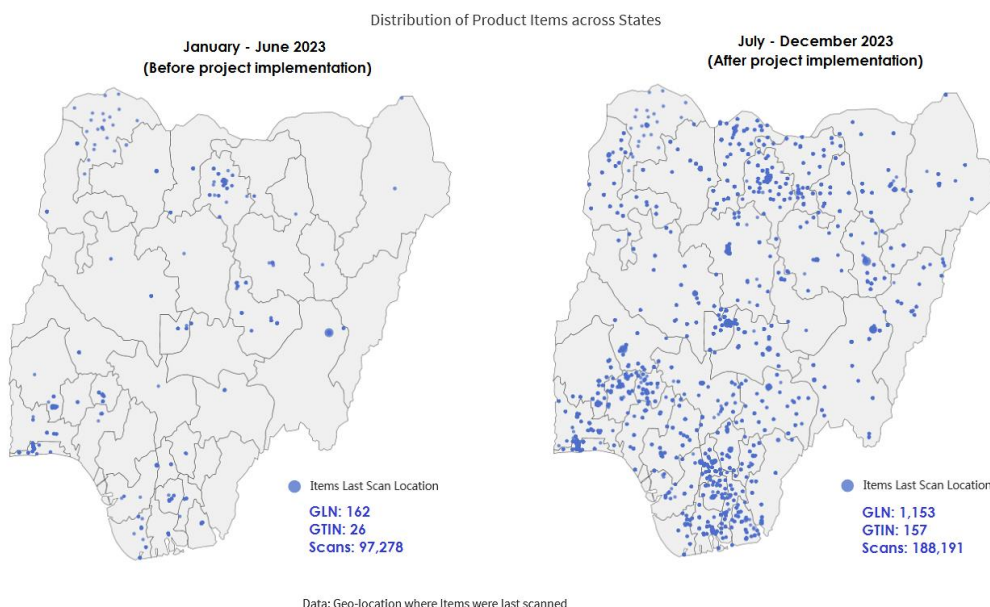 Distribution of Product Items across States
January - June 2023
(Before project implementation)
July - December 2023
(After project implementation)
Items Last Scan Location
GLN: 162
GTIN: 26
Scans: 97,278
Items Last Scan Location
GLN: 1,153
GTIN: 157
Scans: 188,191
Data: Geo-location where Items were last scanned